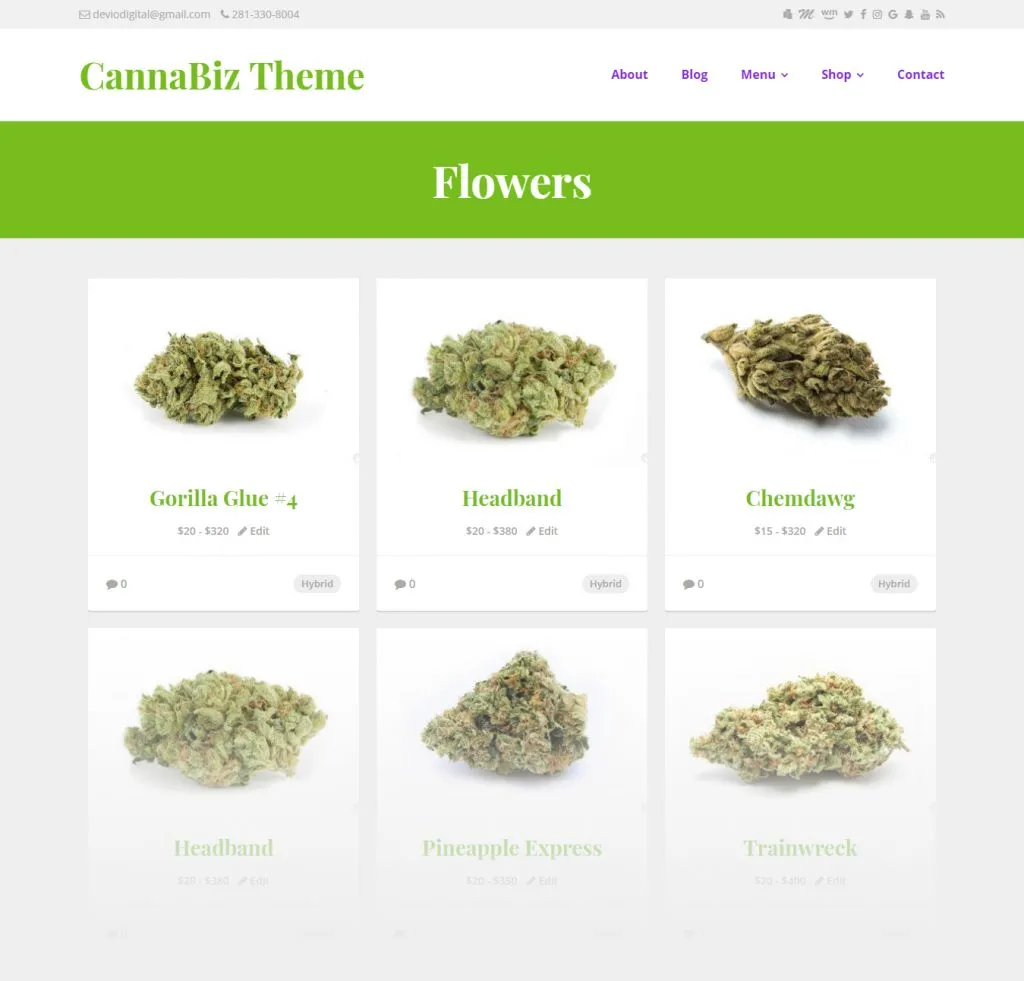 deviodigital@gmail.com 281-330-8004
CannaBiz Theme
About Blog Menu Shop Contact
Flowers
Gorilla Glue #4
$20 - $320 Edit
0 Hybrid
Headband
$20 - $380 Edit
0 Hybrid
Chemdawg
$15 - $320 Edit
0 Hybrid
Headband
$20 - $380 Edit
Pineapple Express
$20 - $350 Edit
Trainwreck
$20 - $400 Edit